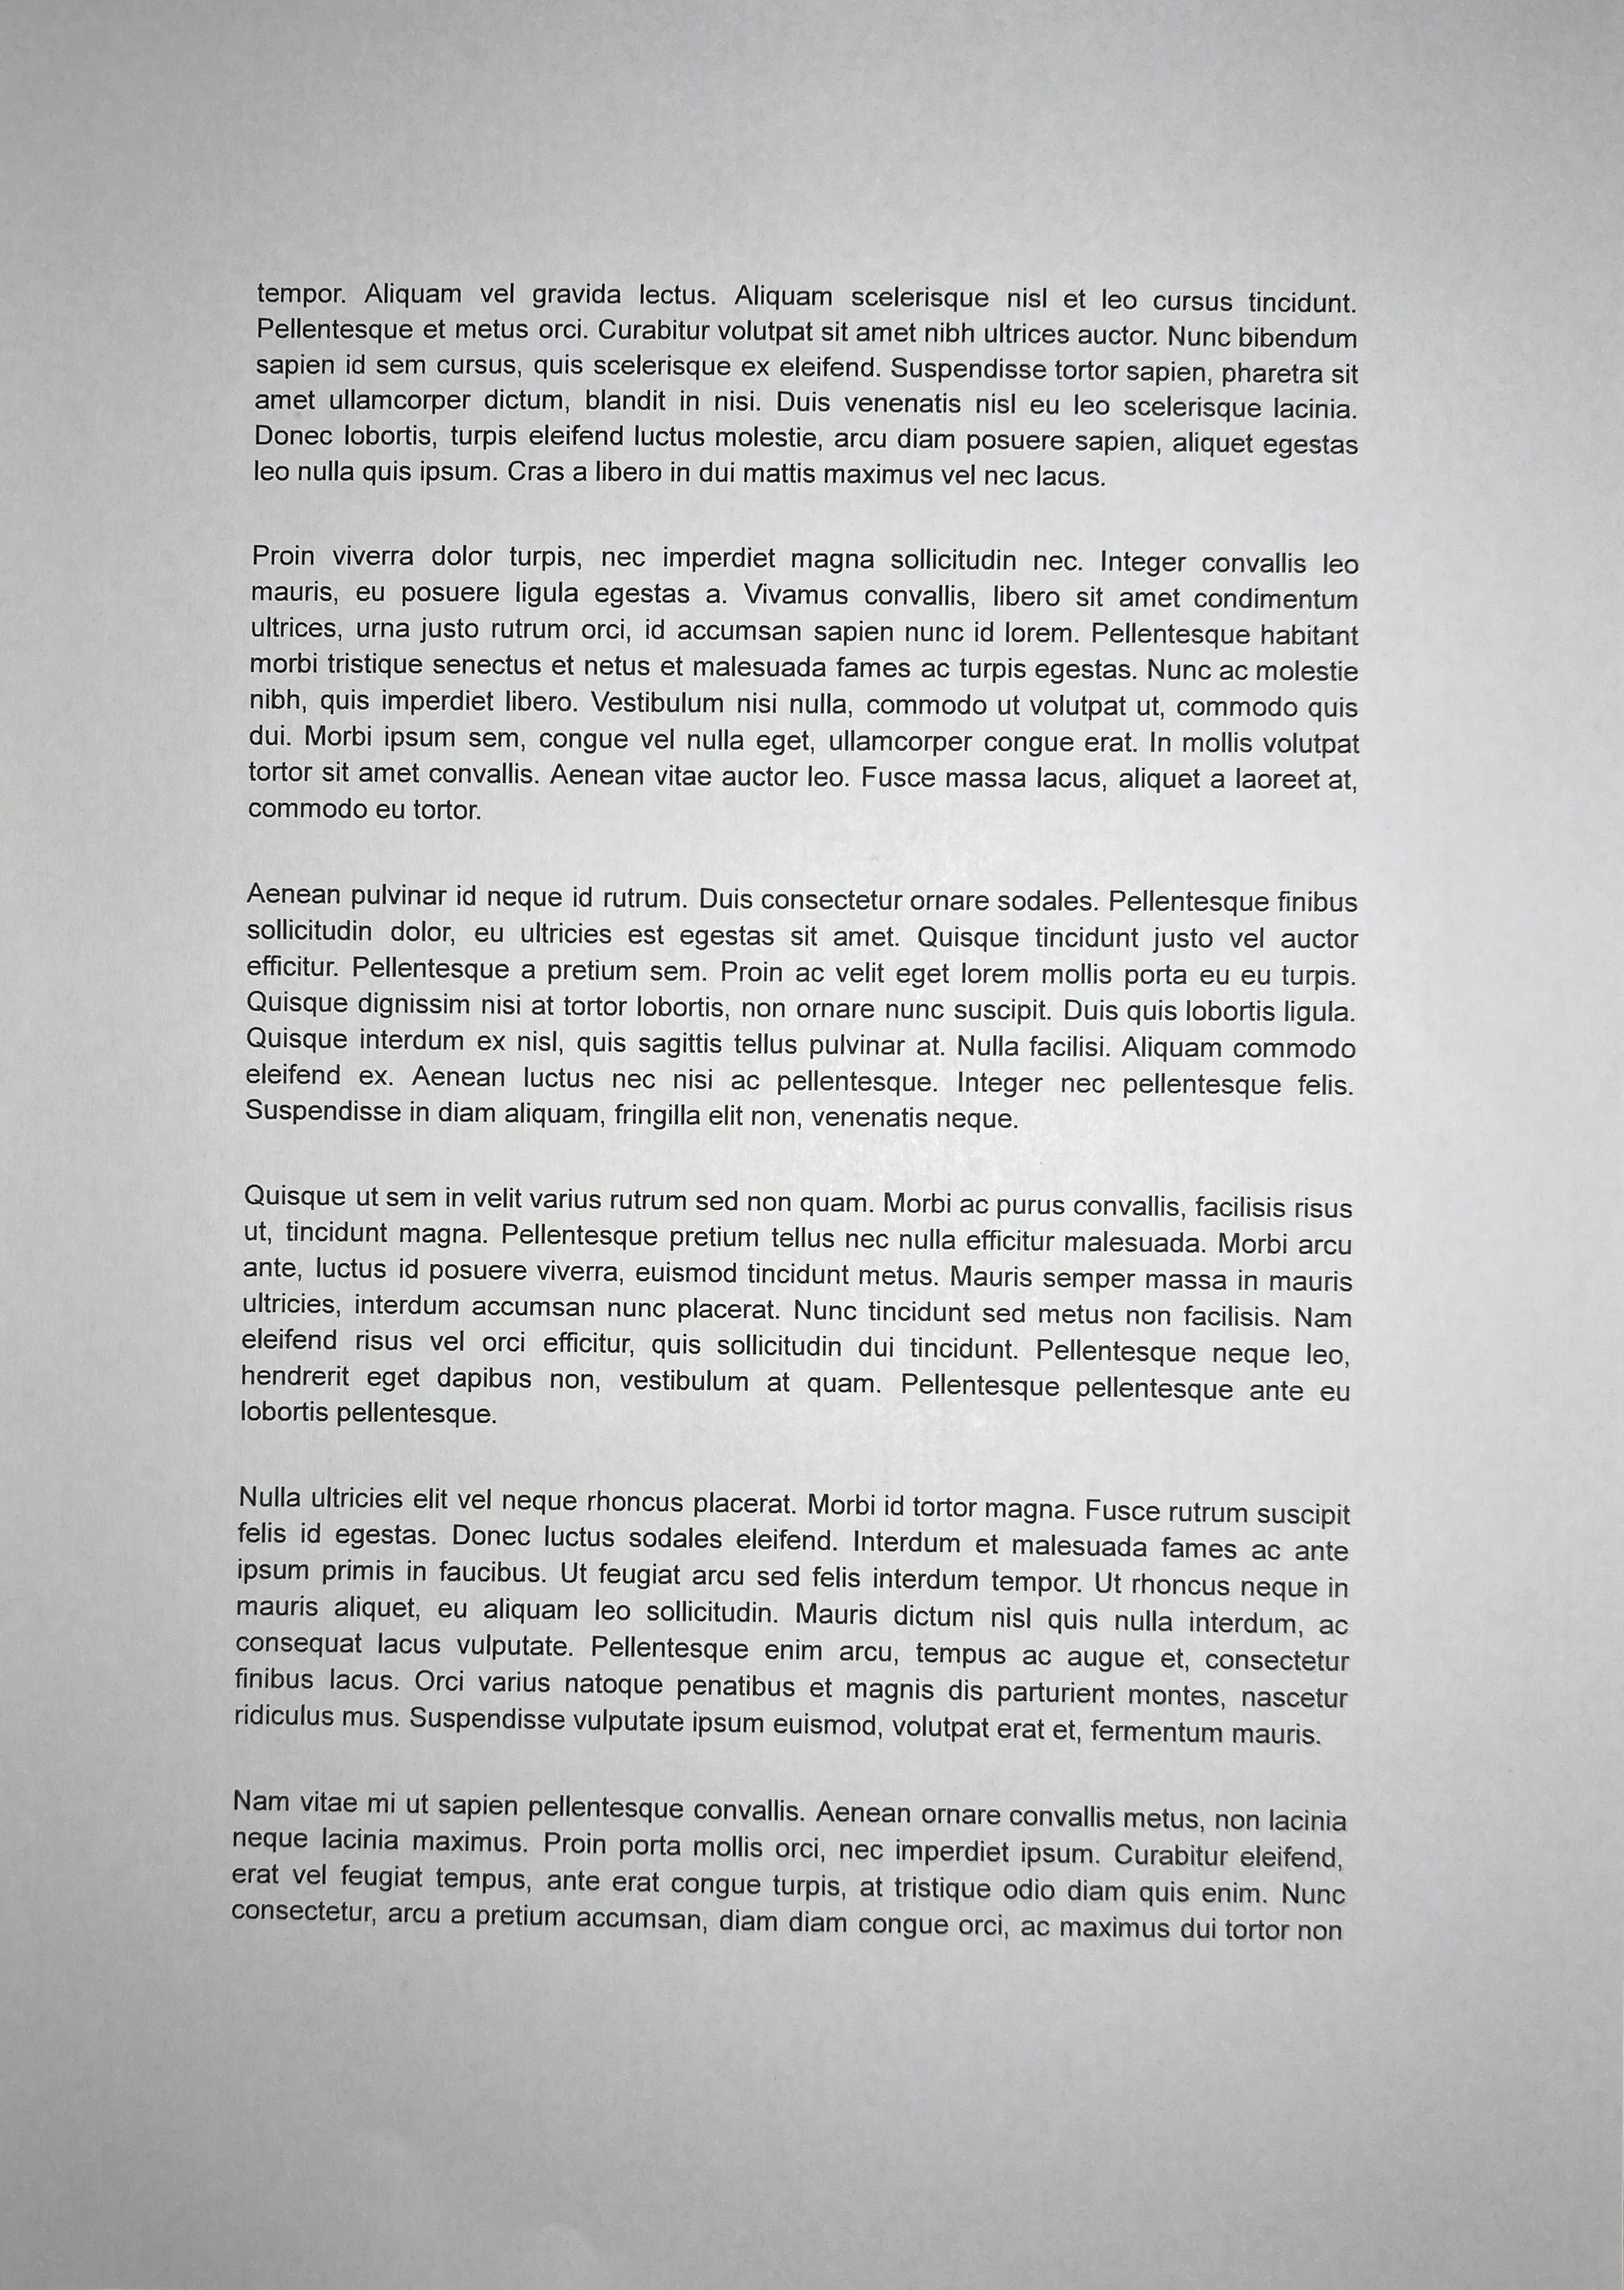 tempor. Aliquam vel gravida lectus. Aliquam scelerisque nisl et leo cursus tincidunt.
Pellentesque et metus orci. Curabitur volutpat sit amet nibh ultrices auctor. Nunc bibendum
sapien id sem cursus, quis scelerisque ex eleifend. Suspendisse tortor sapien, pharetra sit
amet ullamcorper dictum, blandit in nisi. Duis venenatis nisl eu leo scelerisque lacinia.
Donec lobortis, turpis eleifend luctus molestie, arcu diam posuere sapien, aliquet egestas
leo nulla quis ipsum. Cras a libero in dui mattis maximus vel nec lacus.
Proin viverra dolor turpis, nec imperdiet magna sollicitudin nec. Integer convallis leo
mauris, eu posuere ligula egestas a. Vivamus convallis, libero sit amet condimentum
ultrices, urna justo rutrum orci, id accumsan sapien nunc id lorem. Pellentesque habitant
morbi tristique senectus et netus et malesuada fames ac turpis egestas. Nunc ac molestie
nibh, quis imperdiet libero. Vestibulum nisi nulla, commodo ut volutpat ut, commodo quis
dui. Morbi ipsum sem, congue vel nulla eget, ullamcorper congue erat. In mollis volutpat
tortor sit amet convallis. Aenean vitae auctor leo. Fusce massa lacus, aliquet a laoreet at,
commodo eu tortor.
Aenean pulvinar id neque id rutrum. Duis consectetur ornare sodales. Pellentesque finibus
sollicitudin dolor, eu ultricies est egestas sit amet. Quisque tincidunt justo vel auctor
efficitur. Pellentesque a pretium sem. Proin ac velit eget lorem mollis porta eu eu turpis.
Quisque dignissim nisi at tortor lobortis, non ornare nunc suscipit. Duis quis lobortis ligula.
Quisque interdum ex nisl, quis sagittis tellus pulvinar at. Nulla facilisi. Aliquam commodo
eleifend ex. Aenean luctus nec nisi ac pellentesque. Integer nec pellentesque felis.
Suspendisse in diam aliquam, fringilla elit non, venenatis neque.
Quisque ut sem in velit varius rutrum sed non quam. Morbi ac purus convallis, facilisis risus
ut, tincidunt magna. Pellentesque pretium tellus nec nulla efficitur malesuada. Morbi arcu
ante, luctus id posuere viverra, euismod tincidunt metus. Mauris semper massa in mauris
ultricies, interdum accumsan nunc placerat. Nunc tincidunt sed metus non facilisis. Nam
eleifend risus vel orci efficitur, quis sollicitudin dui tincidunt. Pellentesque neque leo,
hendrerit eget dapibus non, vestibulum at quam. Pellentesque pellentesque ante eu
lobortis pellentesque.
Nulla ultricies elit vel neque rhoncus placerat. Morbi id tortor magna. Fusce rutrum suscipit
felis id egestas. Donec luctus sodales eleifend. Interdum et malesuada fames ac ante
ipsum primis in faucibus. Ut feugiat arcu sed felis interdum tempor. Ut rhoncus neque in
mauris aliquet, eu aliquam leo sollicitudin. Mauris dictum nisl quis nulla interdum, ac
consequat lacus vulputate. Pellentesque enim arcu, tempus ac augue et, consectetur
finibus lacus. Orci varius natoque penatibus et magnis dis parturient montes, nascetur
ridiculus mus. Suspendisse vulputate ipsum euismod, volutpat erat et, fermentum mauris.
Nam vitae mi ut sapien pellentesque convallis. Aenean ornare convallis metus, non lacinia
neque lacinia maximus. Proin porta mollis orci, nec imperdiet ipsum. Curabitur eleifend,
erat vel feugiat tempus, ante erat congue turpis, at tristique odio diam quis enim. Nunc
consectetur, arcu a pretium accumsan, diam diam congue orci, ac maximus dui tortor non